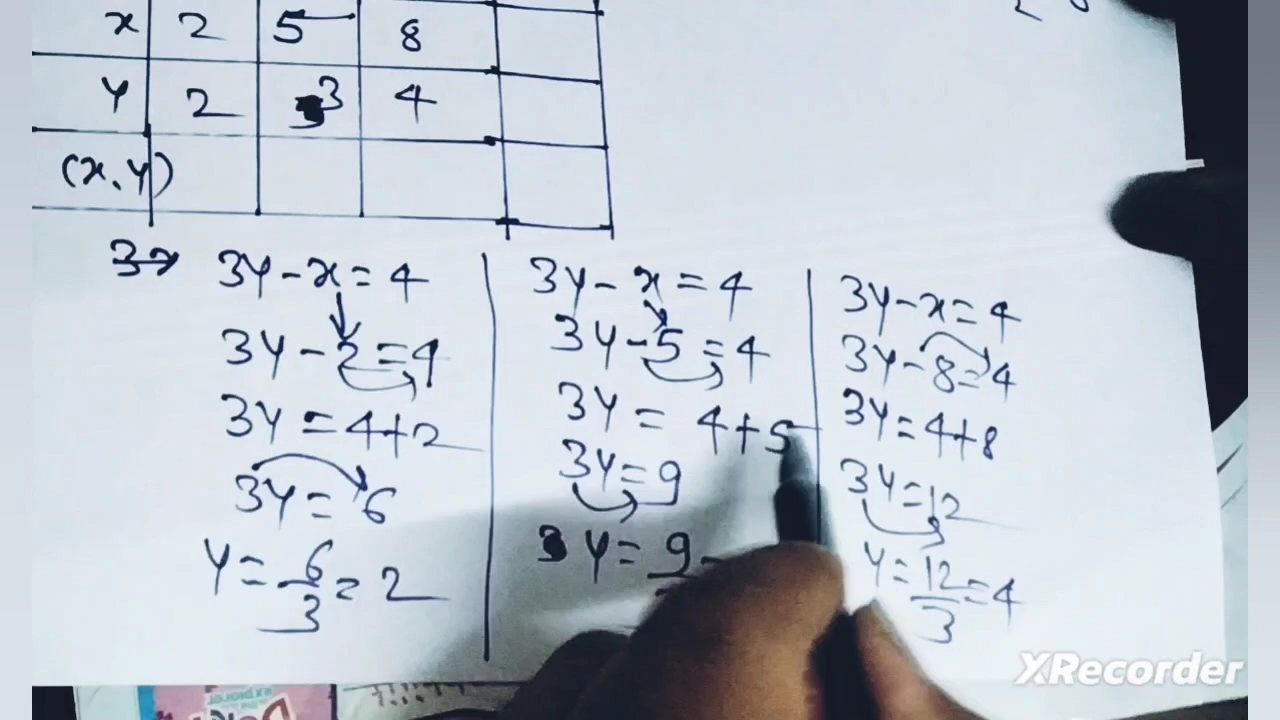 x 2 5 8
y 2 3 4
(x, y)
3→ 3y - x = 4
3y - 2 = 4
3y = 4+2
3y = 6
y = 6/3 = 2
3y - x = 4
3y - 5 = 4
3y = 4+5
3y = 9
y = 9
3y - x = 4
3y - 8 = 4
3y = 4+8
3y = 12
y = 12/3 = 4
XRecorder